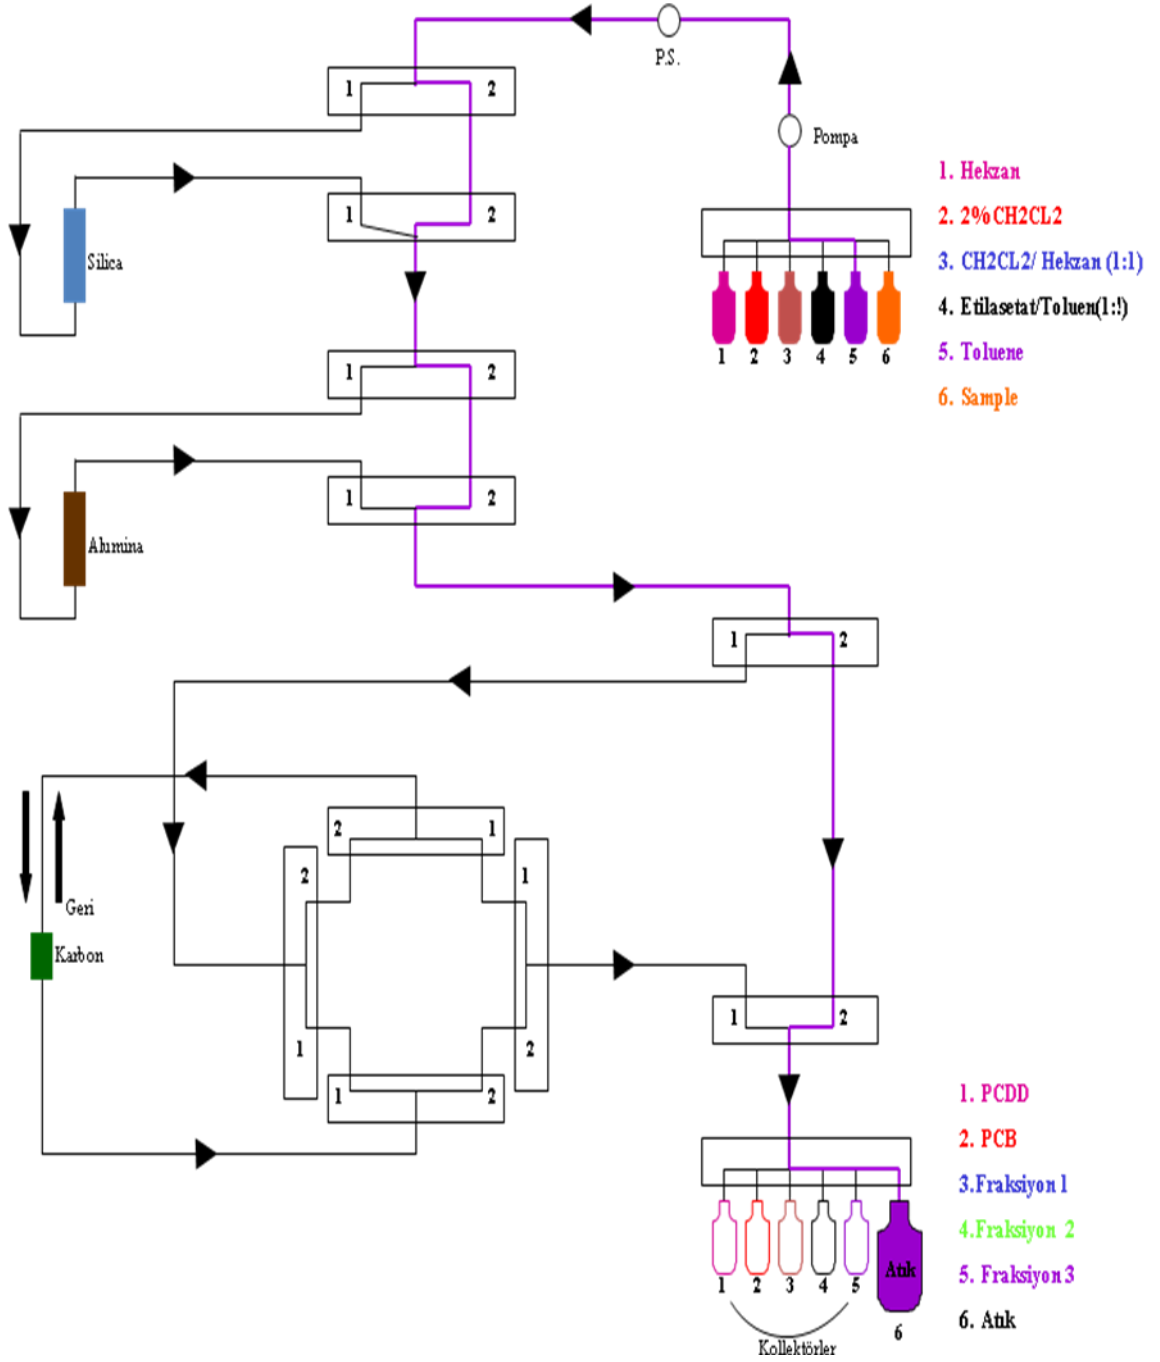 P.S.
1 2
Pompa
1. Hekzan
2. 2% CH2CL2
3. CH2CL2/ Hekzan (1:1)
4. Etilasetat/Toluen(1:!)
5. Toluene
6. Sample
1 2
Silica
1 2 3 4 5 6
1 2
1 2
Alumina
1 2
2 1
2
1
Geri
Karbon
1 2
1
2
1 2
1. PCDD
2. PCB
3.Fraksiyon 1
4.Fraksiyon 2
5. Fraksiyon 3
6. Atık
Atık
1 2 3 4 5
6
Kollektörler